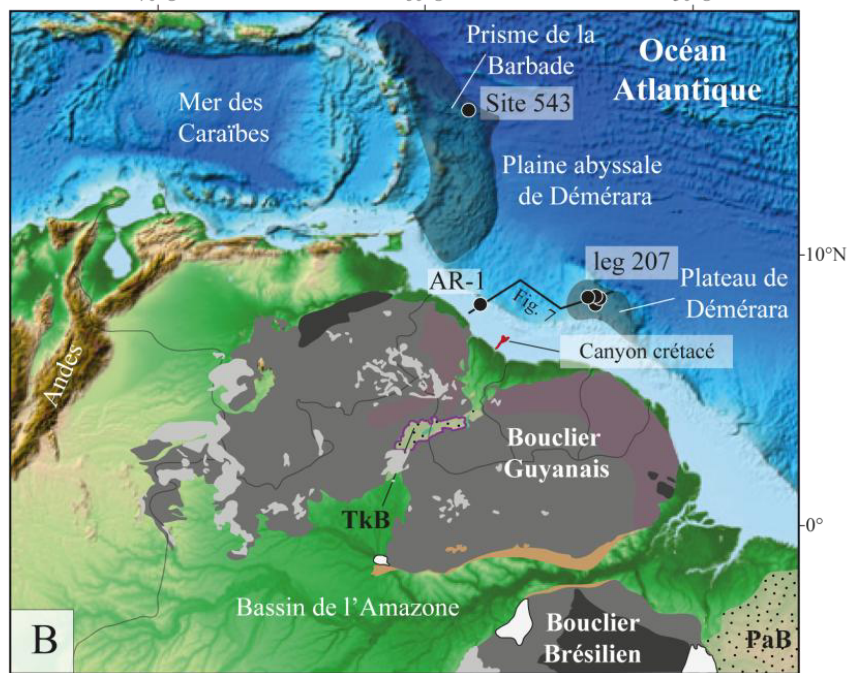 Prisme de la
Barbade
Océan
Atlantique
Site 543
Mer des
Caraïbes
Plaine abyssale
de Démérara
10°N
leg 207
AR-1
Plateau de
Démérara
Fig. 7
Canyon crétacé
Andes
Bouclier
Guyanais
TkB
0°
Bassin de l'Amazone
B
Bouclier
Brésilien
PaB